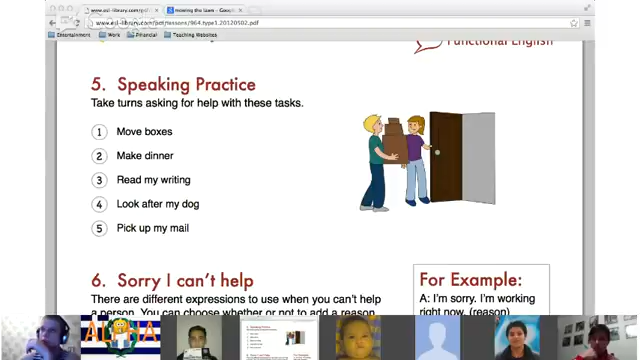 www.esl-library.com/pdf/lessons/964.type1.20120502.pdf
Entertainment Work Financial Teaching Websites
Functional English
5. Speaking Practice
Take turns asking for help with these tasks.
1 Move boxes
2 Make dinner
3 Read my writing
4 Look after my dog
5 Pick up my mail
6. Sorry I can't help
There are different expressions to use when you can't help
a person. You can choose whether or not to add a reason
For Example:
A: I'm sorry. I'm working
right now. (reason)
ALOHA